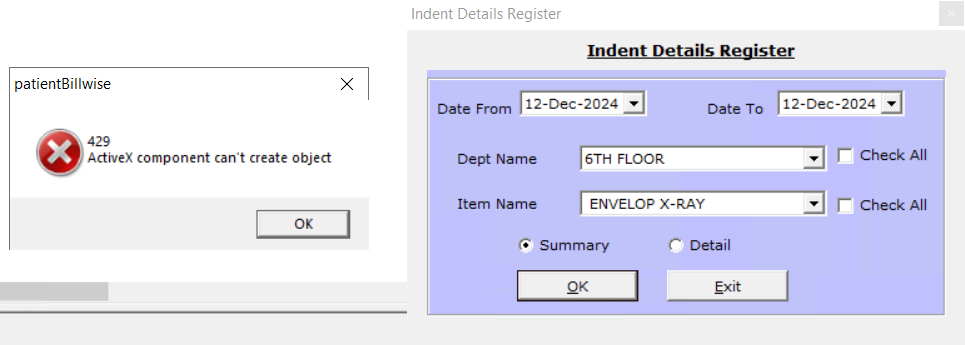 patientBillwise
429
ActiveX component can't create object
OK
Indent Details Register
Indent Details Register
Date From 12-Dec-2024 Date To 12-Dec-2024
Dept Name 6TH FLOOR Check All
Item Name ENVELOP X-RAY Check All
Summary Detail
OK Exit